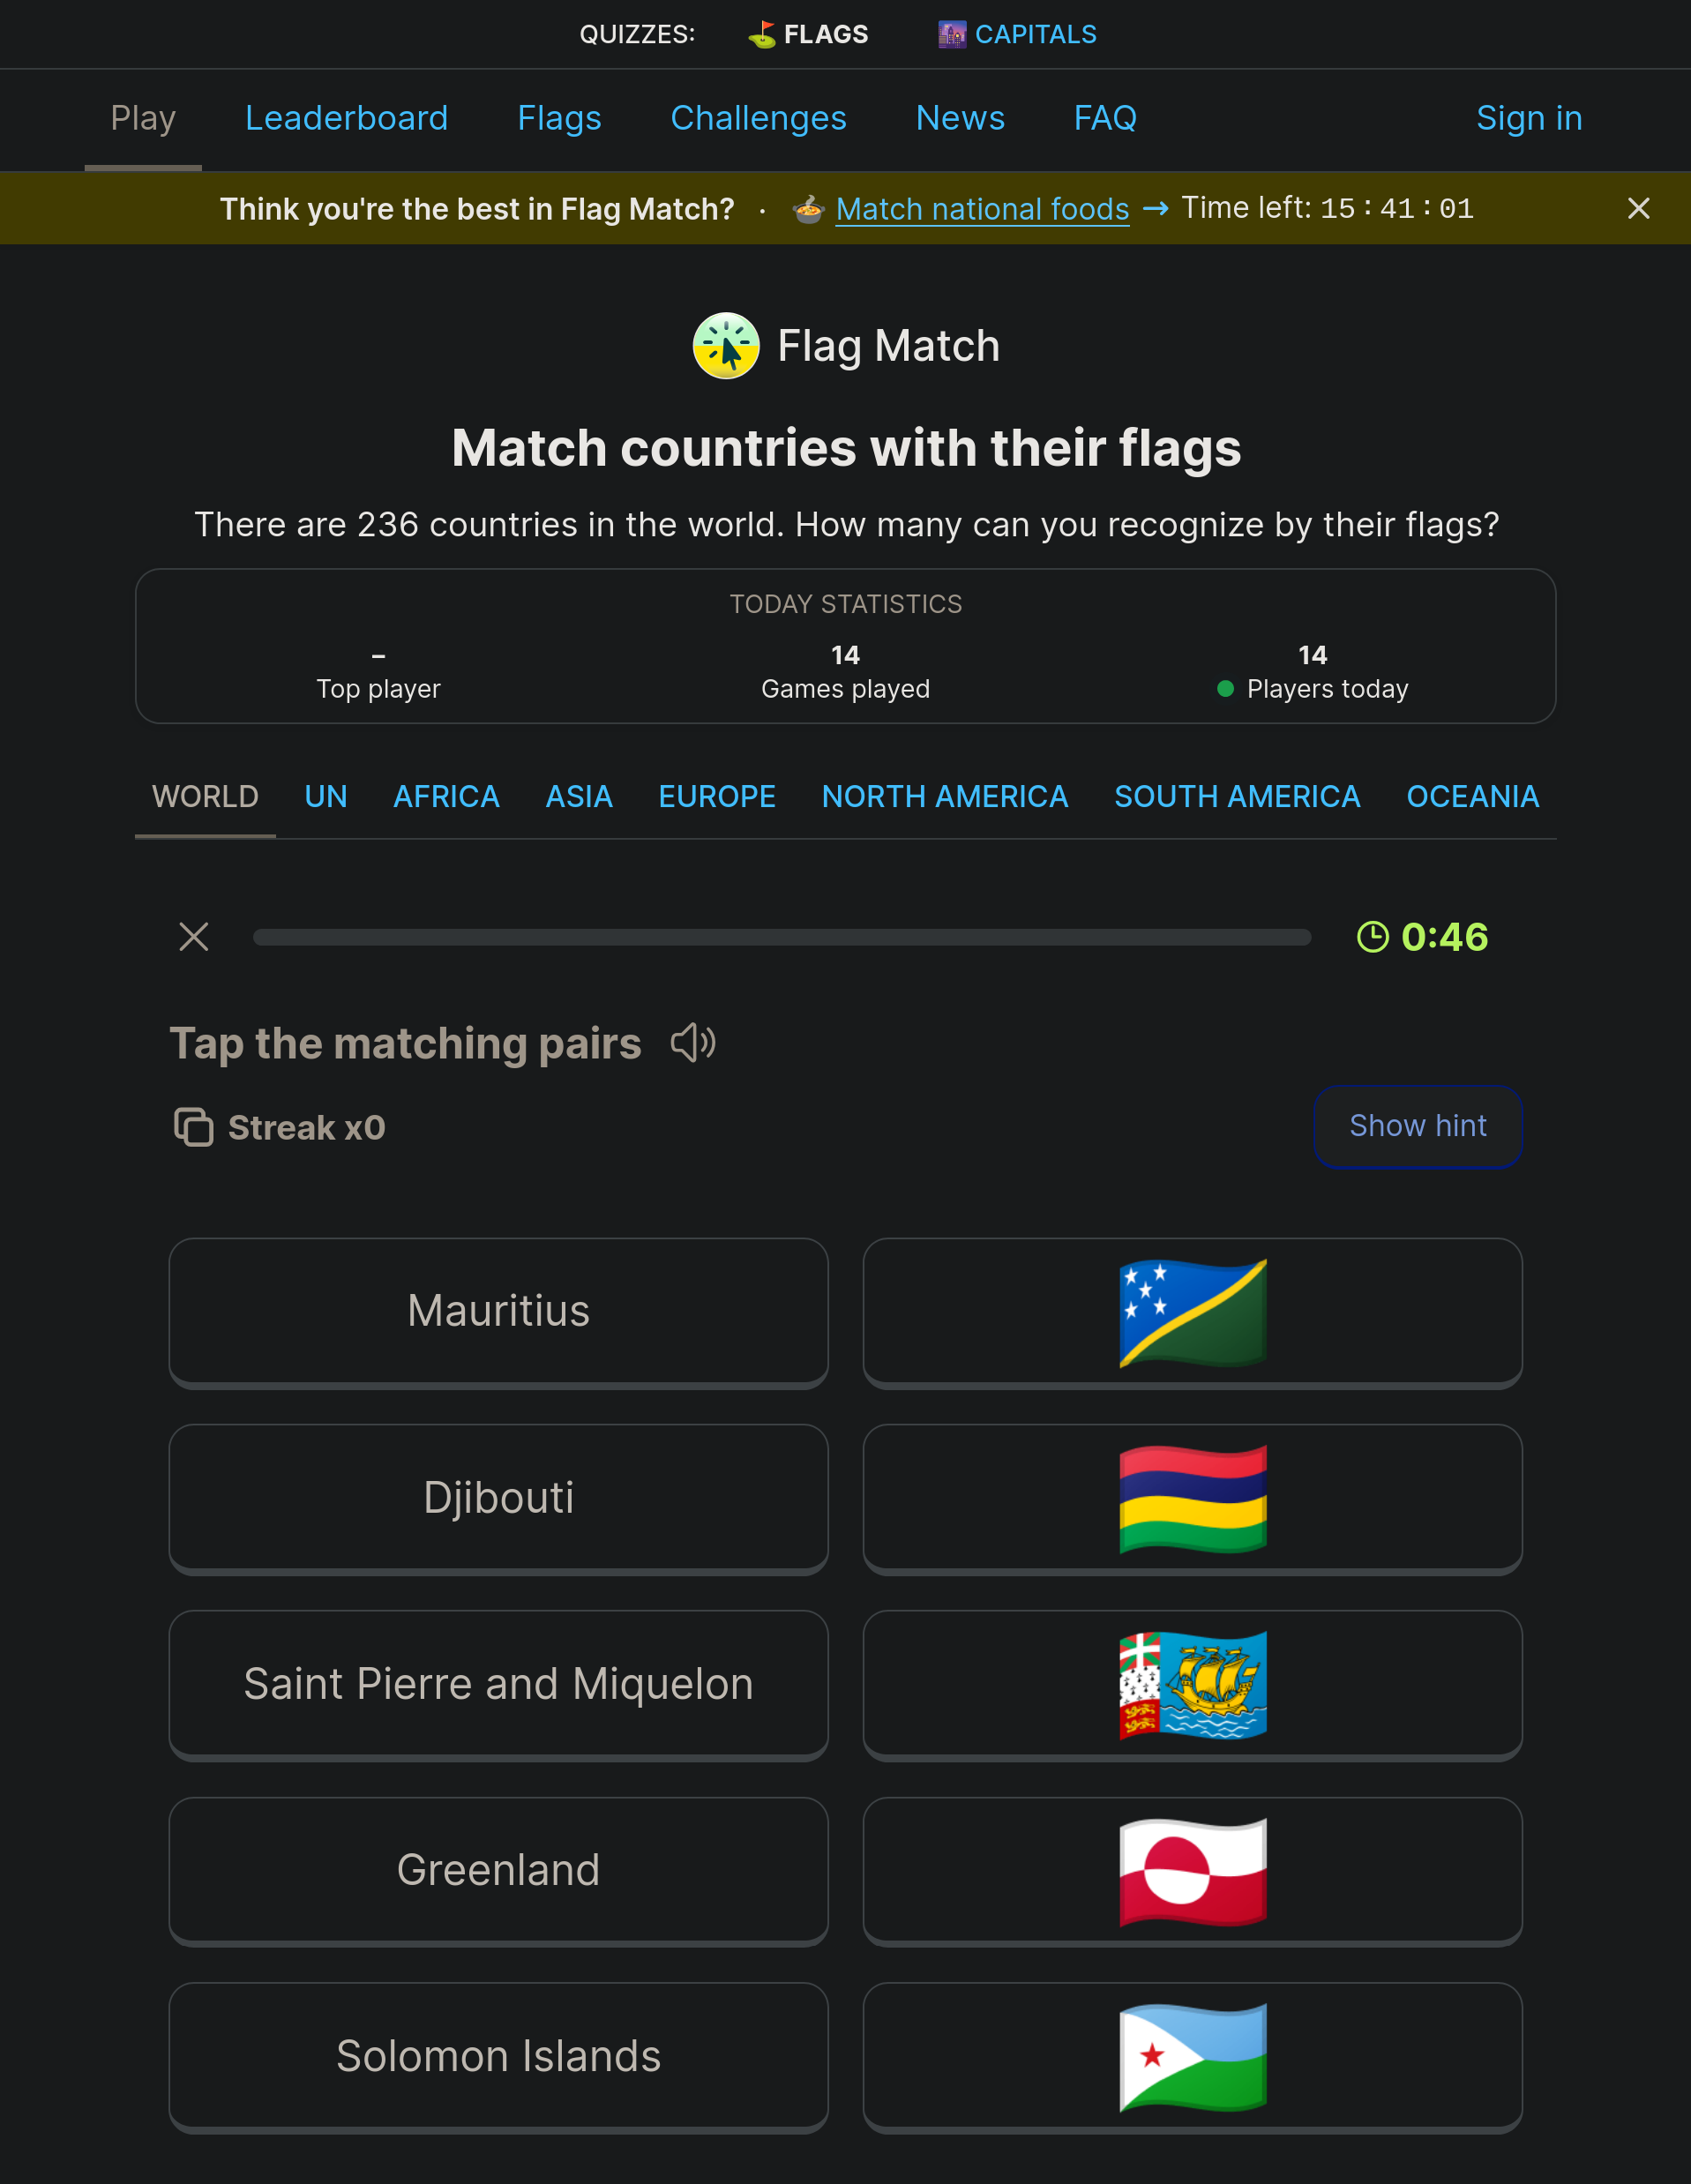 QUIZZES: FLAGS CAPITALS
Play Leaderboard Flags Challenges News FAQ Sign in
Think you're the best in Flag Match? · Match national foods → Time left: 15:41:01
Flag Match
Match countries with their flags
There are 236 countries in the world. How many can you recognize by their flags?
TODAY STATISTICS
– 14 14
Top player Games played Players today
WORLD UN AFRICA ASIA EUROPE NORTH AMERICA SOUTH AMERICA OCEANIA
0:46
Tap the matching pairs
Streak x0 Show hint
Mauritius
Djibouti
Saint Pierre and Miquelon
Greenland
Solomon Islands